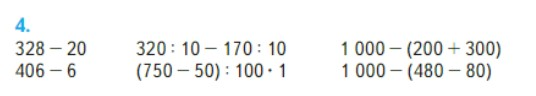 4.
328 – 20 320 : 10 – 170 : 10 1 000 – (200 + 300)
406 – 6 (750 – 50) : 100 · 1 1 000 – (480 – 80)